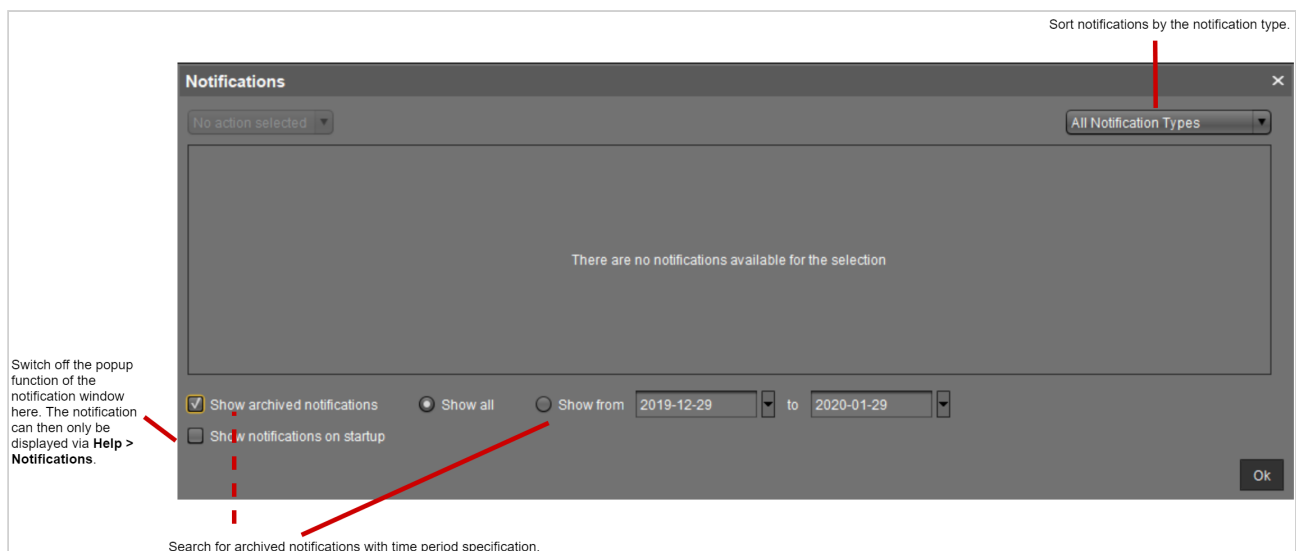 Sort notifications by the notification type.
Notifications
No action selected
All Notification Types
There are no notifications available for the selection
Switch off the popup
function of the
notification window
here. The notification
can then only be
displayed via Help >
Notifications.
Show archived notifications Show all Show from 2019-12-29 to 2020-01-29
Show notifications on startup
Ok
Search for archived notifications with time period specification.